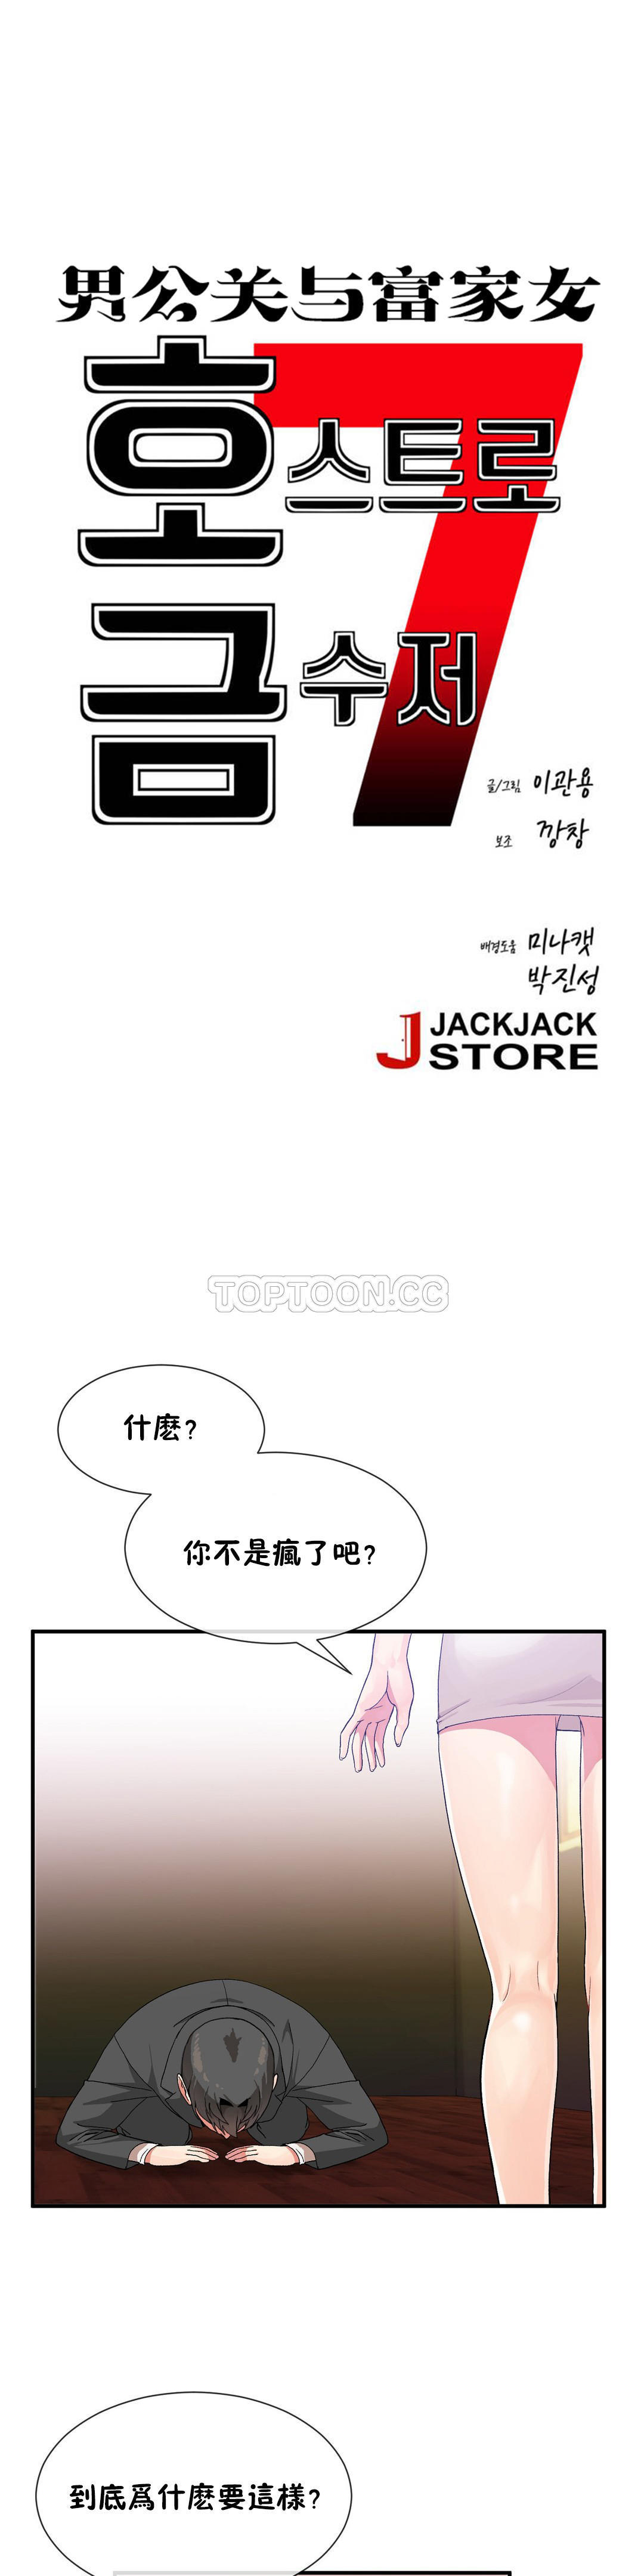 男公关与富家女
7
호스트로
금수저
글/그림 이관용
보조 깡창
배경도움 미나캣
박진성
JACKJACK
STORE
TOPTOON.CC
什麽?
你不是瘋了吧?
到底爲什麽要這樣?